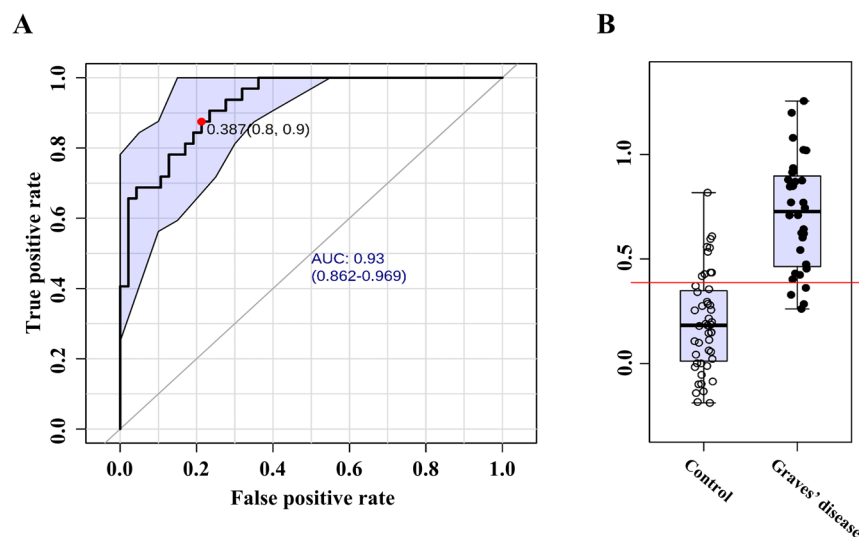 A
B
1.0
0.8
0.6
0.4
0.2
0.0
True positive rate
0.387(0.8, 0.9)
AUC: 0.93
(0.862-0.969)
0.0 0.2 0.4 0.6 0.8 1.0
False positive rate
1.0
0.5
0.0
Control
Graves' disease